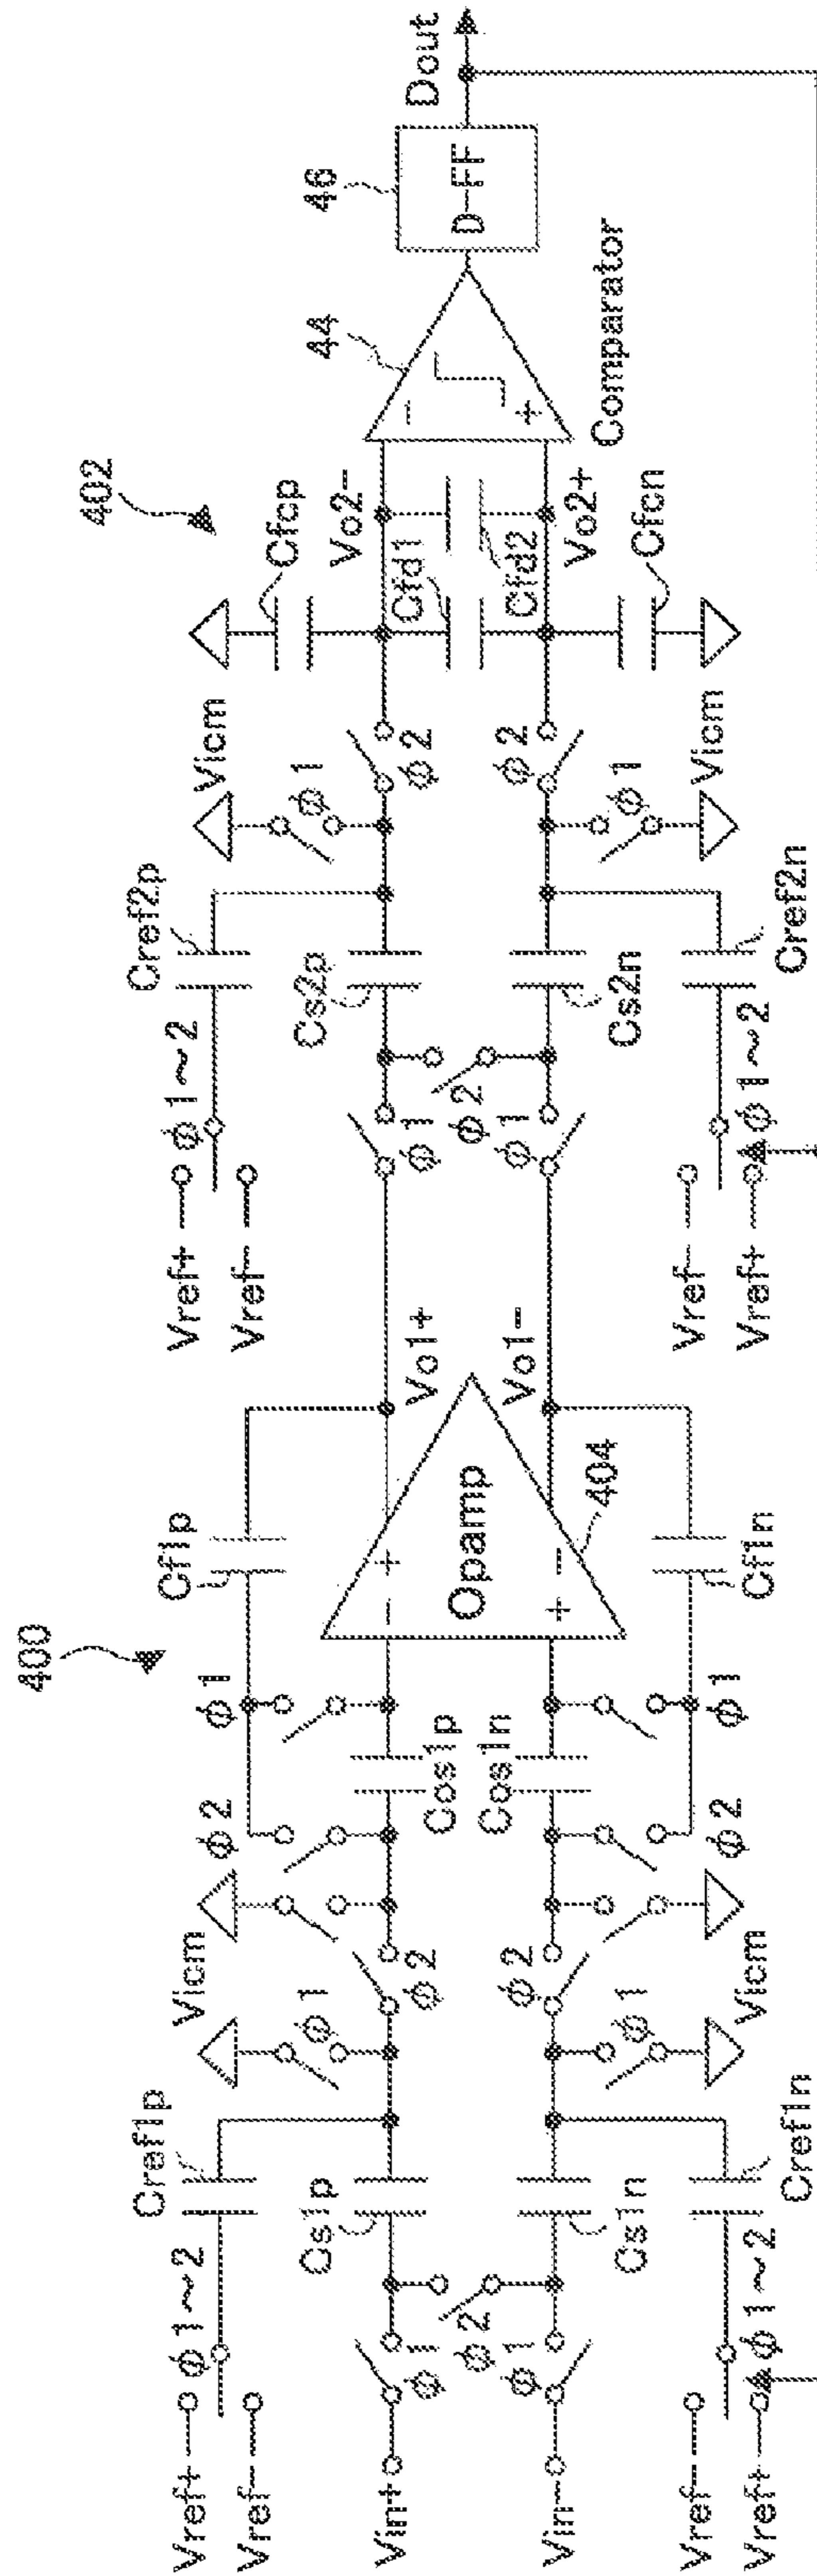 400
402
Vref+
Vref-
φ1~2
Cref1p
Vicm
φ1
φ2
φ1
Cf1p
Vref+
Vref-
φ1~2
Cref2p
Vicm
φ1
Cfcp
44
46
Vin+
φ1
Cs1p
φ2
Cos1p
Opamp
- +
Vo1+
φ1
Cs2p
φ2
Vo2-
Cfd1
-
D-FF
Dout
φ2
Vin-
φ1
Cs1n
φ2
Cos1n
+ -
Vo1-
404
φ2
φ1
Cs2n
φ2
Cfd2
Vo2+
+
Comparator
Vref-
Vref+
φ1~2
Cref1n
φ1
Vicm
φ2
φ1
Cf1n
Vref-
Vref+
φ1~2
Cref2n
φ1
Vicm
Cfcn